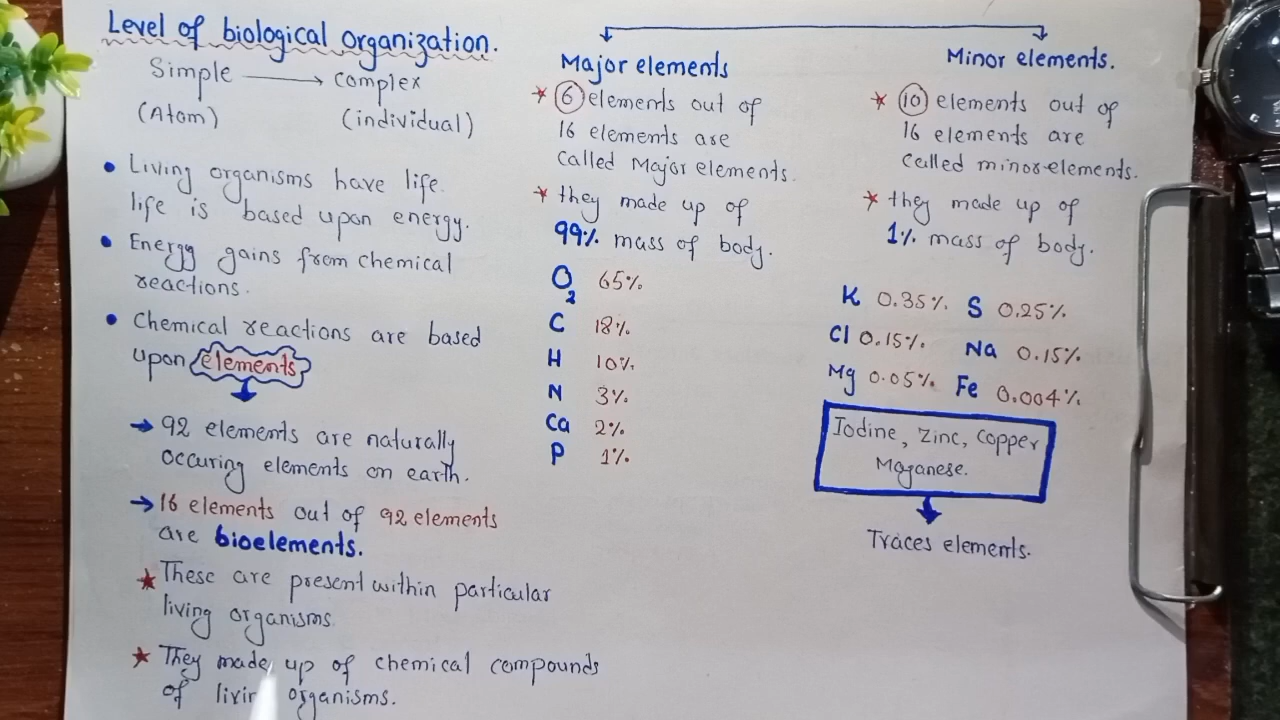 Level of biological organization.
Simple → complex
(Atom) (individual)
• Living organisms have life.
life is based upon energy.
• Energy gains from chemical
reactions.
• Chemical reactions are based
upon elements
→ 92 elements are naturally
occuring elements on earth.
→ 16 elements out of 92 elements
are bioelements.
* These are present within particular
living organisms
* They made up of chemical compounds
of living organisms.
Major elements
* 6 elements out of
16 elements are
called Major elements.
* they made up of
99% mass of body.
O2 65%
C 18%
H 10%
N 3%
Ca 2%
P 1%
Minor elements.
* 10 elements out of
16 elements are
called minor elements.
* they made up of
1% mass of body.
K 0.35% S 0.25%
Cl 0.15% Na 0.15%
Mg 0.05% Fe 0.004%
Iodine, Zinc, Copper
Maganese.
Traces elements.